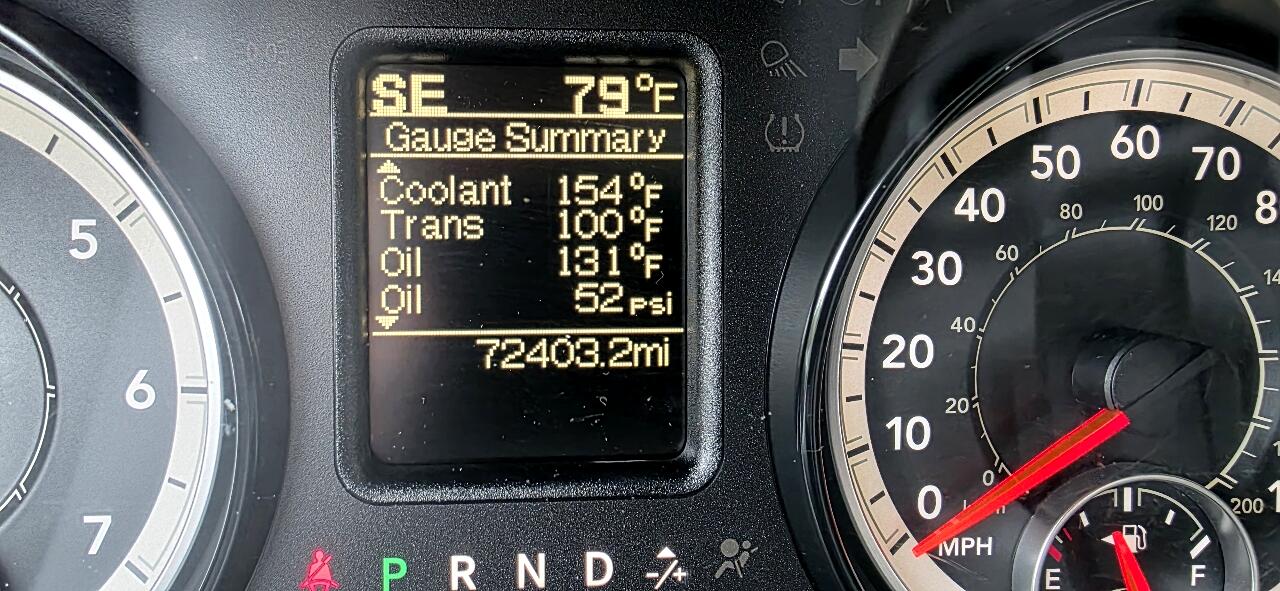 SE 79°F
Gauge Summary
Coolant 154°F
Trans 100°F
Oil 131°F
Oil 52 psi
72403.2mi
P R N D -/+
5
6
7
0
10
20
30
40
50
60
70
0
20
40
60
80
100
120
200
MPH
E F